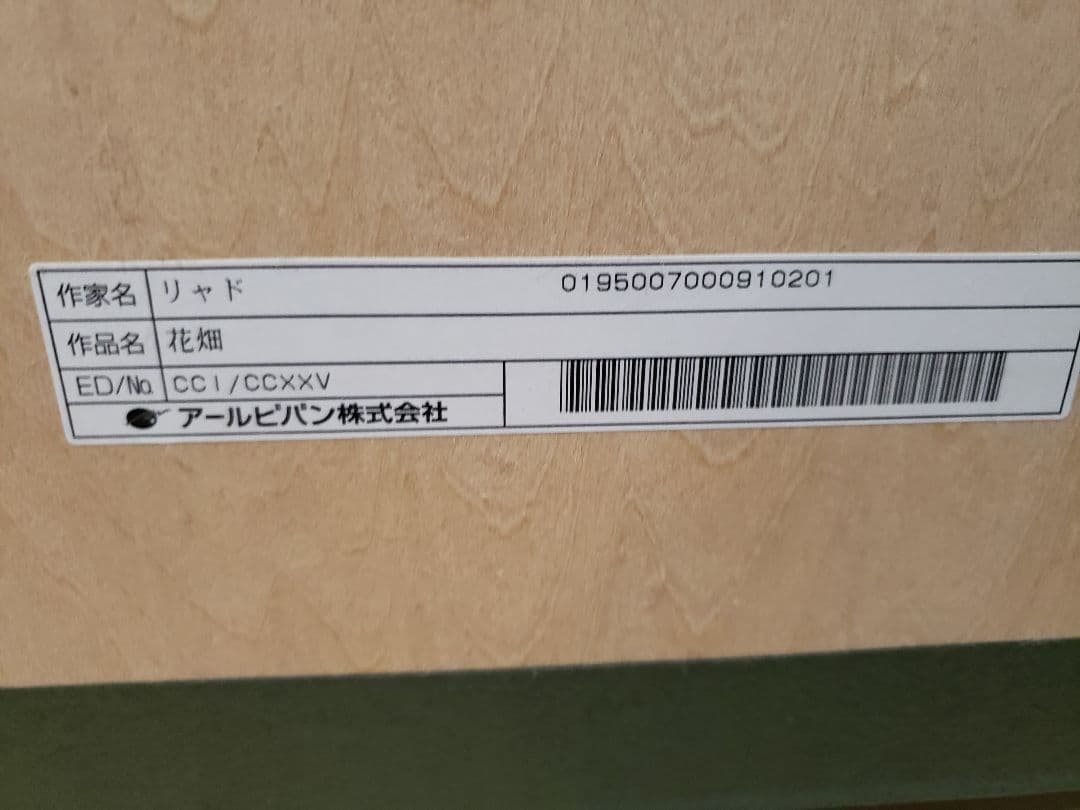 作家名 リャド 0195007000910201
作品名 花畑
ED/No. CCI/CCXXV
アールビバン株式会社